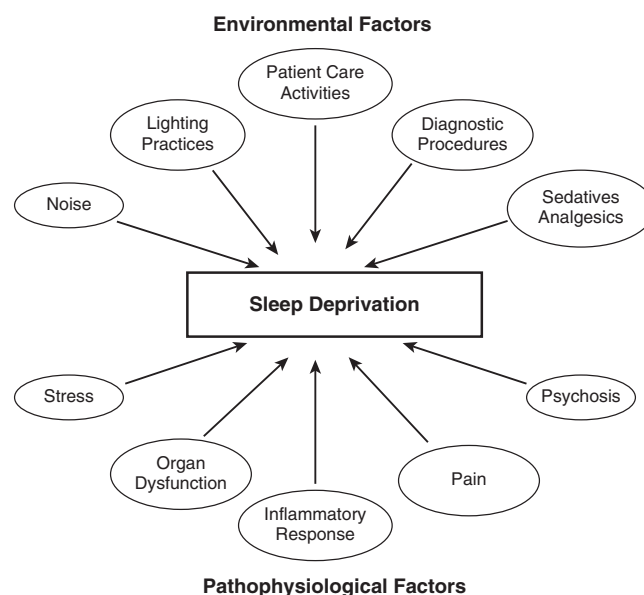 Environmental Factors
Patient Care
Activities
Lighting
Practices
Diagnostic
Procedures
Noise
Sedatives
Analgesics
Sleep Deprivation
Stress
Psychosis
Organ
Dysfunction
Pain
Inflammatory
Response
Pathophysiological Factors